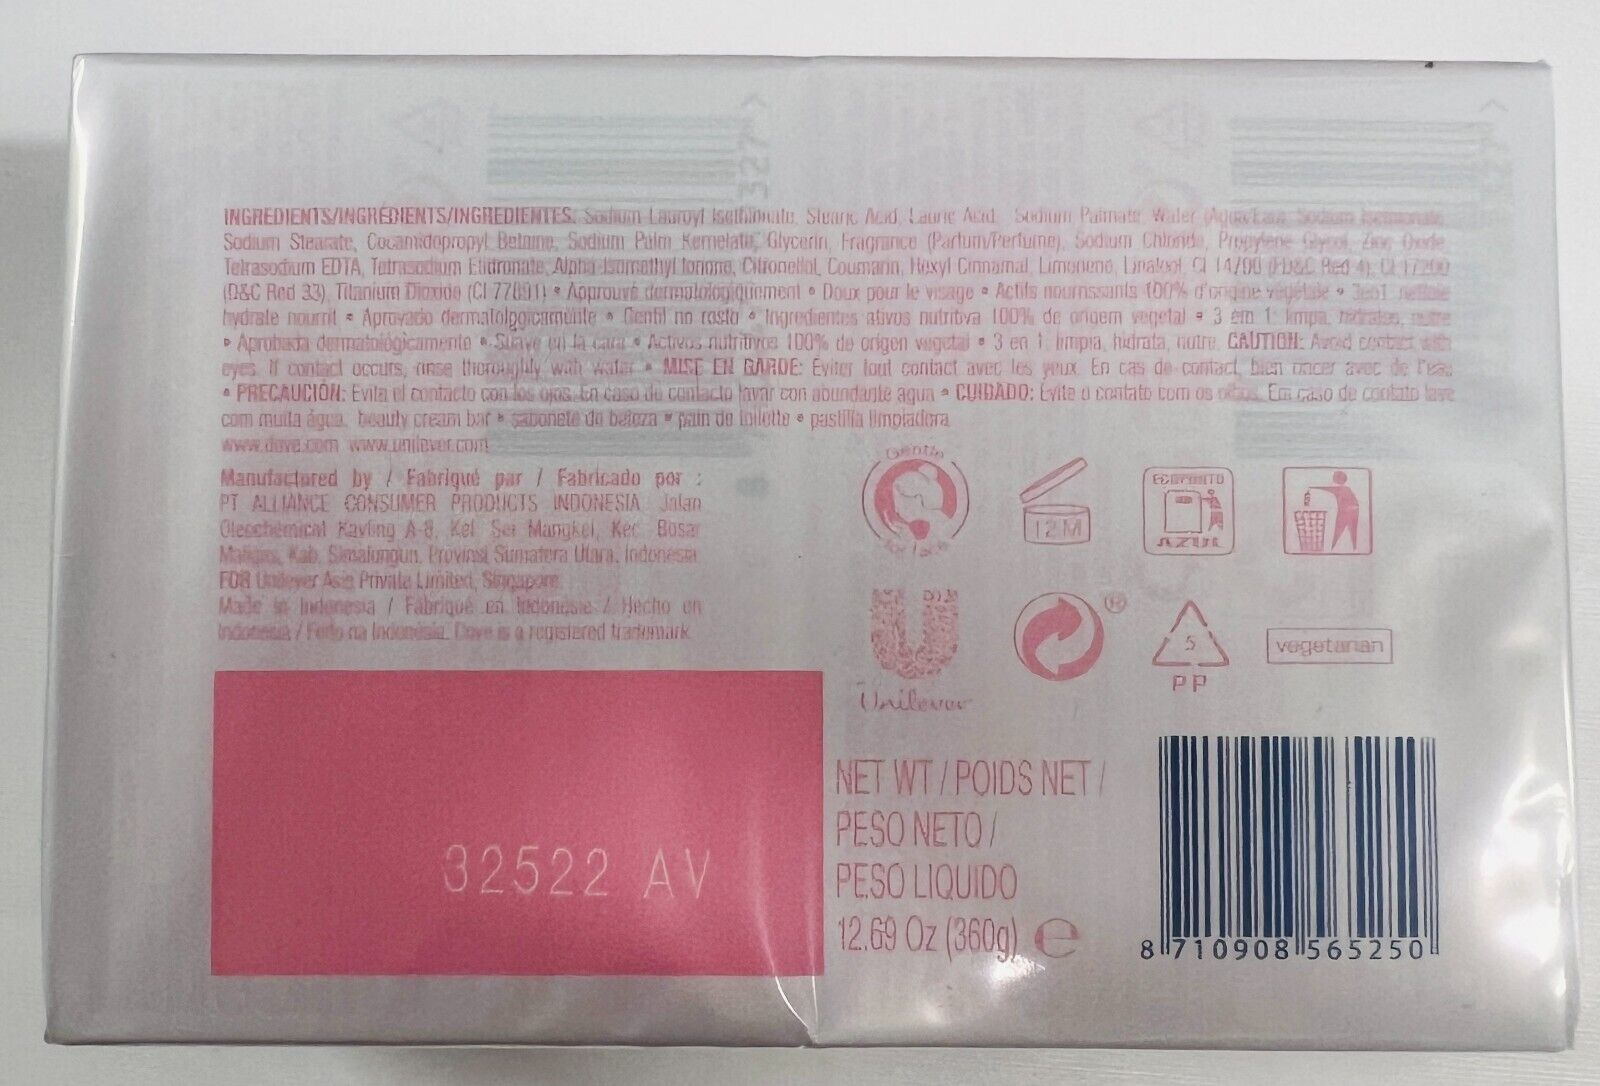 INGREDIENTS/INGRÉDIENTS/INGREDIENTES: Sodium Lauroyl Isethionate, Stearic Acid, Lauric Acid, Sodium Palmate, Water (Aqua/Eau), Sodium Isethionate,
Sodium Stearate, Cocamidopropyl Betaine, Sodium Palm Kernelate, Glycerin, Fragrance (Parfum/Perfume), Sodium Chloride, Propylene Glycol, Zinc Oxide,
Tetrasodium EDTA, Tetrasodium Etidronate, Alpha-Isomethyl Ionone, Citronellol, Coumarin, Hexyl Cinnamal, Limonene, Linalool, CI 14700 (FD&C Red 4), CI 17200
(D&C Red 33), Titanium Dioxide (CI 77891) • Approuvé dermatologiquement • Doux pour le visage • Actifs nourrissants 100% d'origine végétale • 3en1 nettoie
hydrate nourrit • Aprovado dermatologicamente • Gentil no rosto • Ingredientes ativos nutritiva 100% de origem vegetal • 3 em 1: limpa, hidrata, nutre
• Aprobada dermatológicamente • Suave en la cara • Activos nutritivos 100% de origen vegetal • 3 en 1: limpia, hidrata, nutre. CAUTION: Avoid contact with
eyes. If contact occurs, rinse thoroughly with water • MISE EN GARDE: Éviter tout contact avec les yeux. En cas de contact, bien rincer avec de l'eau
• PRECAUCIÓN: Evita el contacto con los ojos. En caso de contacto lavar con abundante agua • CUIDADO: Evite o contato com os olhos. Em caso de contato lave
com muita água. beauty cream bar • sabonete de beleza • pain de toilette • pastilla limpiadora
www.dove.com www.unilever.com
Manufactured by / Fabriqué par / Fabricado por :
PT ALLIANCE CONSUMER PRODUCTS INDONESIA Jalan
Oleochemical Kavling A-8, Kel. Sei Mangkei, Kec. Bosar
Maligas, Kab. Simalungun, Provinsi Sumatera Utara, Indonesia
FOR Unilever Asia Private Limited, Singapore
Made in Indonesia / Fabriqué en Indonésie / Hecho en
Indonesia / Feito na Indonésia. Dove is a registered trademark.
Gentle
for face
12 M
ECOPUNTO
AZUL
Unilever
®
5
PP
vegetarian
32522 AV
NET WT / POIDS NET /
PESO NETO /
PESO LIQUIDO
12.69 Oz (360g) e
8 710908 565250